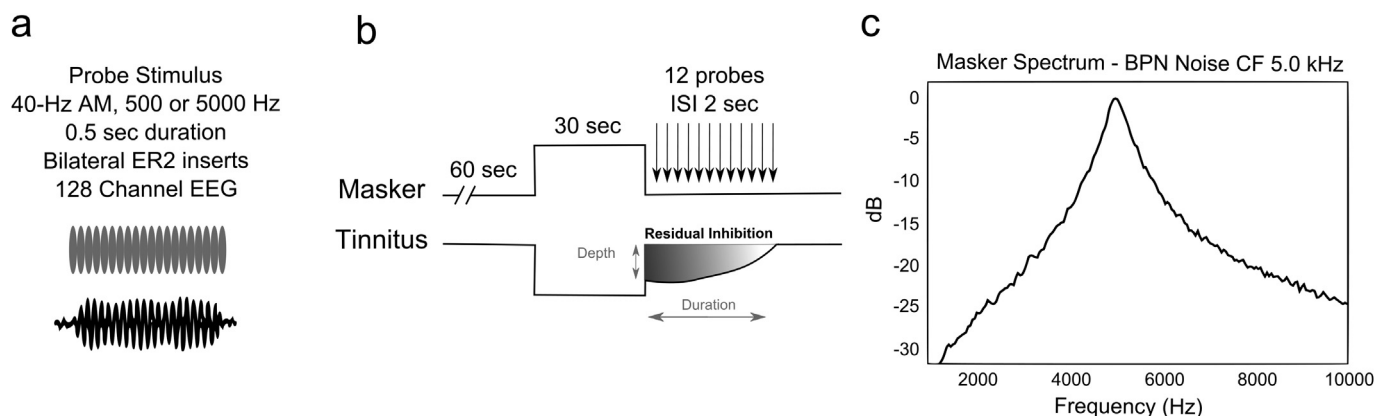 a
Probe Stimulus
40-Hz AM, 500 or 5000 Hz
0.5 sec duration
Bilateral ER2 inserts
128 Channel EEG
b
12 probes
ISI 2 sec
30 sec
60 sec
Masker
Tinnitus
Residual Inhibition
Depth
Duration
c
Masker Spectrum - BPN Noise CF 5.0 kHz
0
-5
-10
-15
-20
-25
-30
dB
2000 4000 6000 8000 10000
Frequency (Hz)